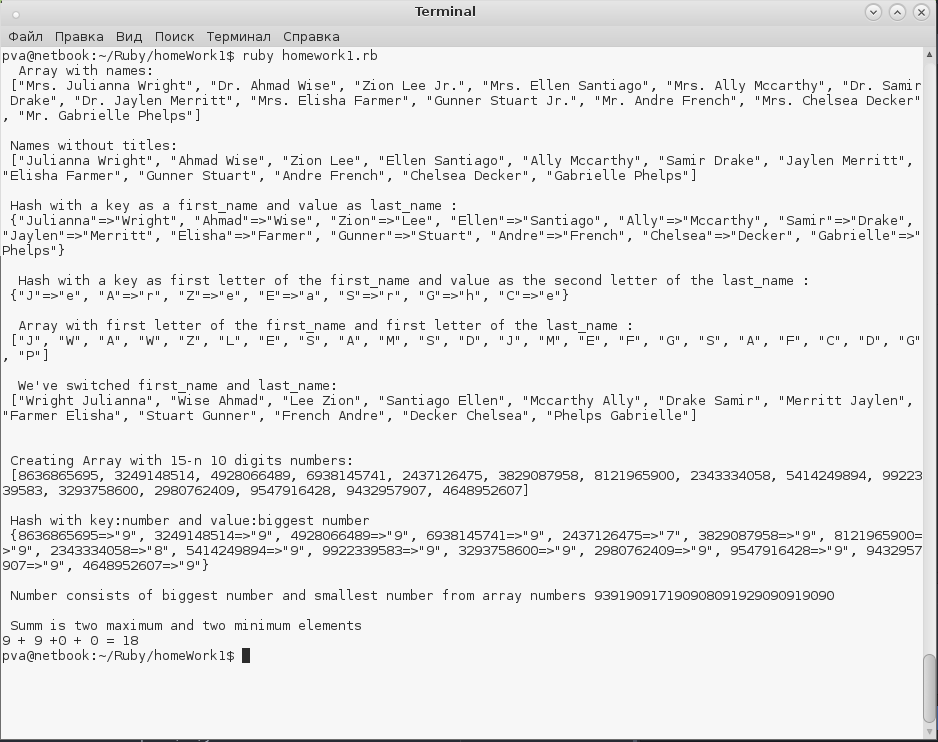 Terminal
Файл Правка Вид Поиск Терминал Справка
pva@netbook:~/Ruby/homeWork1$ ruby homework1.rb
Array with names:
["Mrs. Julianna Wright", "Dr. Ahmad Wise", "Zion Lee Jr.", "Mrs. Ellen Santiago", "Mrs. Ally Mccarthy", "Dr. Samir
Drake", "Dr. Jaylen Merritt", "Mrs. Elisha Farmer", "Gunner Stuart Jr.", "Mr. Andre French", "Mrs. Chelsea Decker"
, "Mr. Gabrielle Phelps"]
Names without titles:
["Julianna Wright", "Ahmad Wise", "Zion Lee", "Ellen Santiago", "Ally Mccarthy", "Samir Drake", "Jaylen Merritt",
"Elisha Farmer", "Gunner Stuart", "Andre French", "Chelsea Decker", "Gabrielle Phelps"]
Hash with a key as a first_name and value as last_name :
{"Julianna"=>"Wright", "Ahmad"=>"Wise", "Zion"=>"Lee", "Ellen"=>"Santiago", "Ally"=>"Mccarthy", "Samir"=>"Drake",
"Jaylen"=>"Merritt", "Elisha"=>"Farmer", "Gunner"=>"Stuart", "Andre"=>"French", "Chelsea"=>"Decker", "Gabrielle"=>"
Phelps"}
Hash with a key as first letter of the first_name and value as the second letter of the last_name :
{"J"=>"e", "A"=>"r", "Z"=>"e", "E"=>"a", "S"=>"r", "G"=>"h", "C"=>"e"}
Array with first letter of the first_name and first letter of the last_name :
["J", "W", "A", "W", "Z", "L", "E", "S", "A", "M", "S", "D", "J", "M", "E", "F", "G", "S", "A", "F", "C", "D", "G"
, "P"]
We've switched first_name and last_name:
["Wright Julianna", "Wise Ahmad", "Lee Zion", "Santiago Ellen", "Mccarthy Ally", "Drake Samir", "Merritt Jaylen",
"Farmer Elisha", "Stuart Gunner", "French Andre", "Decker Chelsea", "Phelps Gabrielle"]
Creating Array with 15-n 10 digits numbers:
[8636865695, 3249148514, 4928066489, 6938145741, 2437126475, 3829087958, 8121965900, 2343334058, 5414249894, 99223
39583, 3293758600, 2980762409, 9547916428, 9432957907, 4648952607]
Hash with key:number and value:biggest number
{8636865695=>"9", 3249148514=>"9", 4928066489=>"9", 6938145741=>"9", 2437126475=>"7", 3829087958=>"9", 8121965900=
>"9", 2343334058=>"8", 5414249894=>"9", 9922339583=>"9", 3293758600=>"9", 2980762409=>"9", 9547916428=>"9", 9432957
907=>"9", 4648952607=>"9"}
Number consists of biggest number and smallest number from array numbers 939190917190908091929090919090
Summ is two maximum and two minimum elements
9 + 9 +0 + 0 = 18
pva@netbook:~/Ruby/homeWork1$